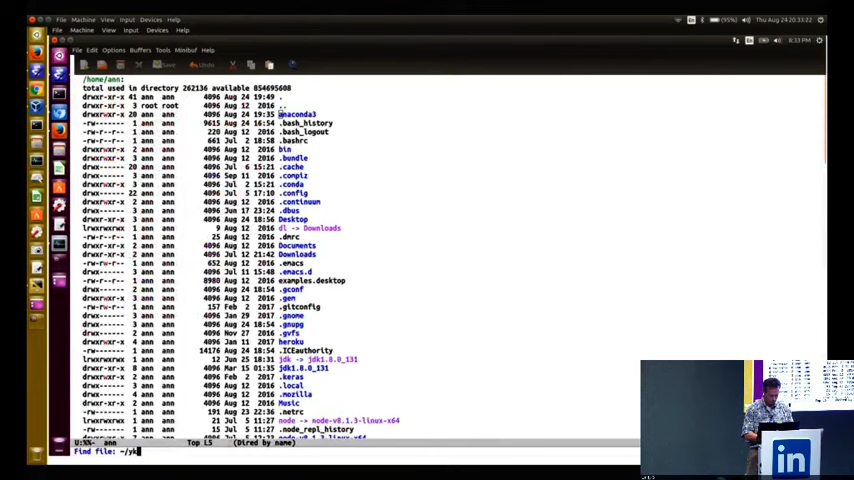 File Machine View Input Devices Help
(95%) Thu Aug 24 20:33:22
File Machine View Input Devices Help
File Edit Options Buffers Tools Minibuf Help
8:33 PM
Save Undo
/home/ann:
total used in directory 262136 available 854695608
drwxr-xr-x 41 ann ann 4096 Aug 24 19:49 .
drwxr-xr-x 3 root root 4096 Aug 12 2016 ..
drwxrwxr-x 20 ann ann 4096 Aug 24 19:35 anaconda3
-rw------- 1 ann ann 9615 Aug 24 16:54 .bash_history
-rw-r--r-- 1 ann ann 220 Aug 12 2016 .bash_logout
-rw-r--r-- 1 ann ann 661 Jul 2 18:58 .bashrc
drwxrwxr-x 2 ann ann 4096 Aug 12 2016 bin
drwxrwxr-x 3 ann ann 4096 Aug 12 2016 .bundle
drwx------ 20 ann ann 4096 Jul 6 15:21 .cache
drwx------ 3 ann ann 4096 Sep 11 2016 .compiz
drwxrwxr-x 2 ann ann 4096 Jul 2 15:21 .conda
drwx------ 22 ann ann 4096 Jul 5 17:10 .config
drwxrwxr-x 2 ann ann 4096 Aug 12 2016 .continuum
drwx------ 3 ann ann 4096 Jun 17 23:24 .dbus
drwxr-xr-x 3 ann ann 4096 Aug 24 18:56 Desktop
lrwxrwxrwx 1 ann ann 9 Aug 12 2016 dl -> Downloads
-rw------- 1 ann ann 25 Aug 12 2016 .dmrc
drwxr-xr-x 2 ann ann 4096 Aug 12 2016 Documents
drwxr-xr-x 2 ann ann 4096 Jul 12 21:42 Downloads
-rw-rw-r-- 1 ann ann 652 Aug 12 2016 .emacs
drwx------ 3 ann ann 4096 Jul 11 15:48 .emacs.d
-rw-r--r-- 1 ann ann 8980 Aug 12 2016 examples.desktop
drwx------ 2 ann ann 4096 Aug 24 18:54 .gconf
drwxrwxr-x 3 ann ann 4096 Aug 12 2016 .gem
-rw-rw-r-- 1 ann ann 157 Feb 2 2017 .gitconfig
drwx------ 3 ann ann 4096 Jan 29 2017 .gnome
drwx------ 3 ann ann 4096 Aug 24 18:54 .gnupg
drwx------ 2 ann ann 4096 Nov 27 2016 .gvfs
drwxrwxr-x 4 ann ann 4096 Jan 11 2017 heroku
-rw------- 1 ann ann 14176 Aug 24 18:54 .ICEauthority
lrwxrwxrwx 1 ann ann 12 Jun 25 18:31 jdk -> jdk1.8.0_131
drwxr-xr-x 8 ann ann 4096 Mar 15 01:35 jdk1.8.0_131
drwxrwxr-x 2 ann ann 4096 Feb 2 2017 .keras
drwx------ 3 ann ann 4096 Aug 12 2016 .local
drwx------ 4 ann ann 4096 Aug 12 2016 .mozilla
drwxr-xr-x 2 ann ann 4096 Aug 12 2016 Music
-rw------- 1 ann ann 191 Aug 23 22:36 .netrc
lrwxrwxrwx 1 ann ann 21 Jul 5 11:27 node -> node-v8.1.3-linux-x64
-rw------- 1 ann ann 15 Jul 5 11:27 .node_repl_history
U:%%- ann Top L5 (Dired by name)
Find file: ~/yk
in